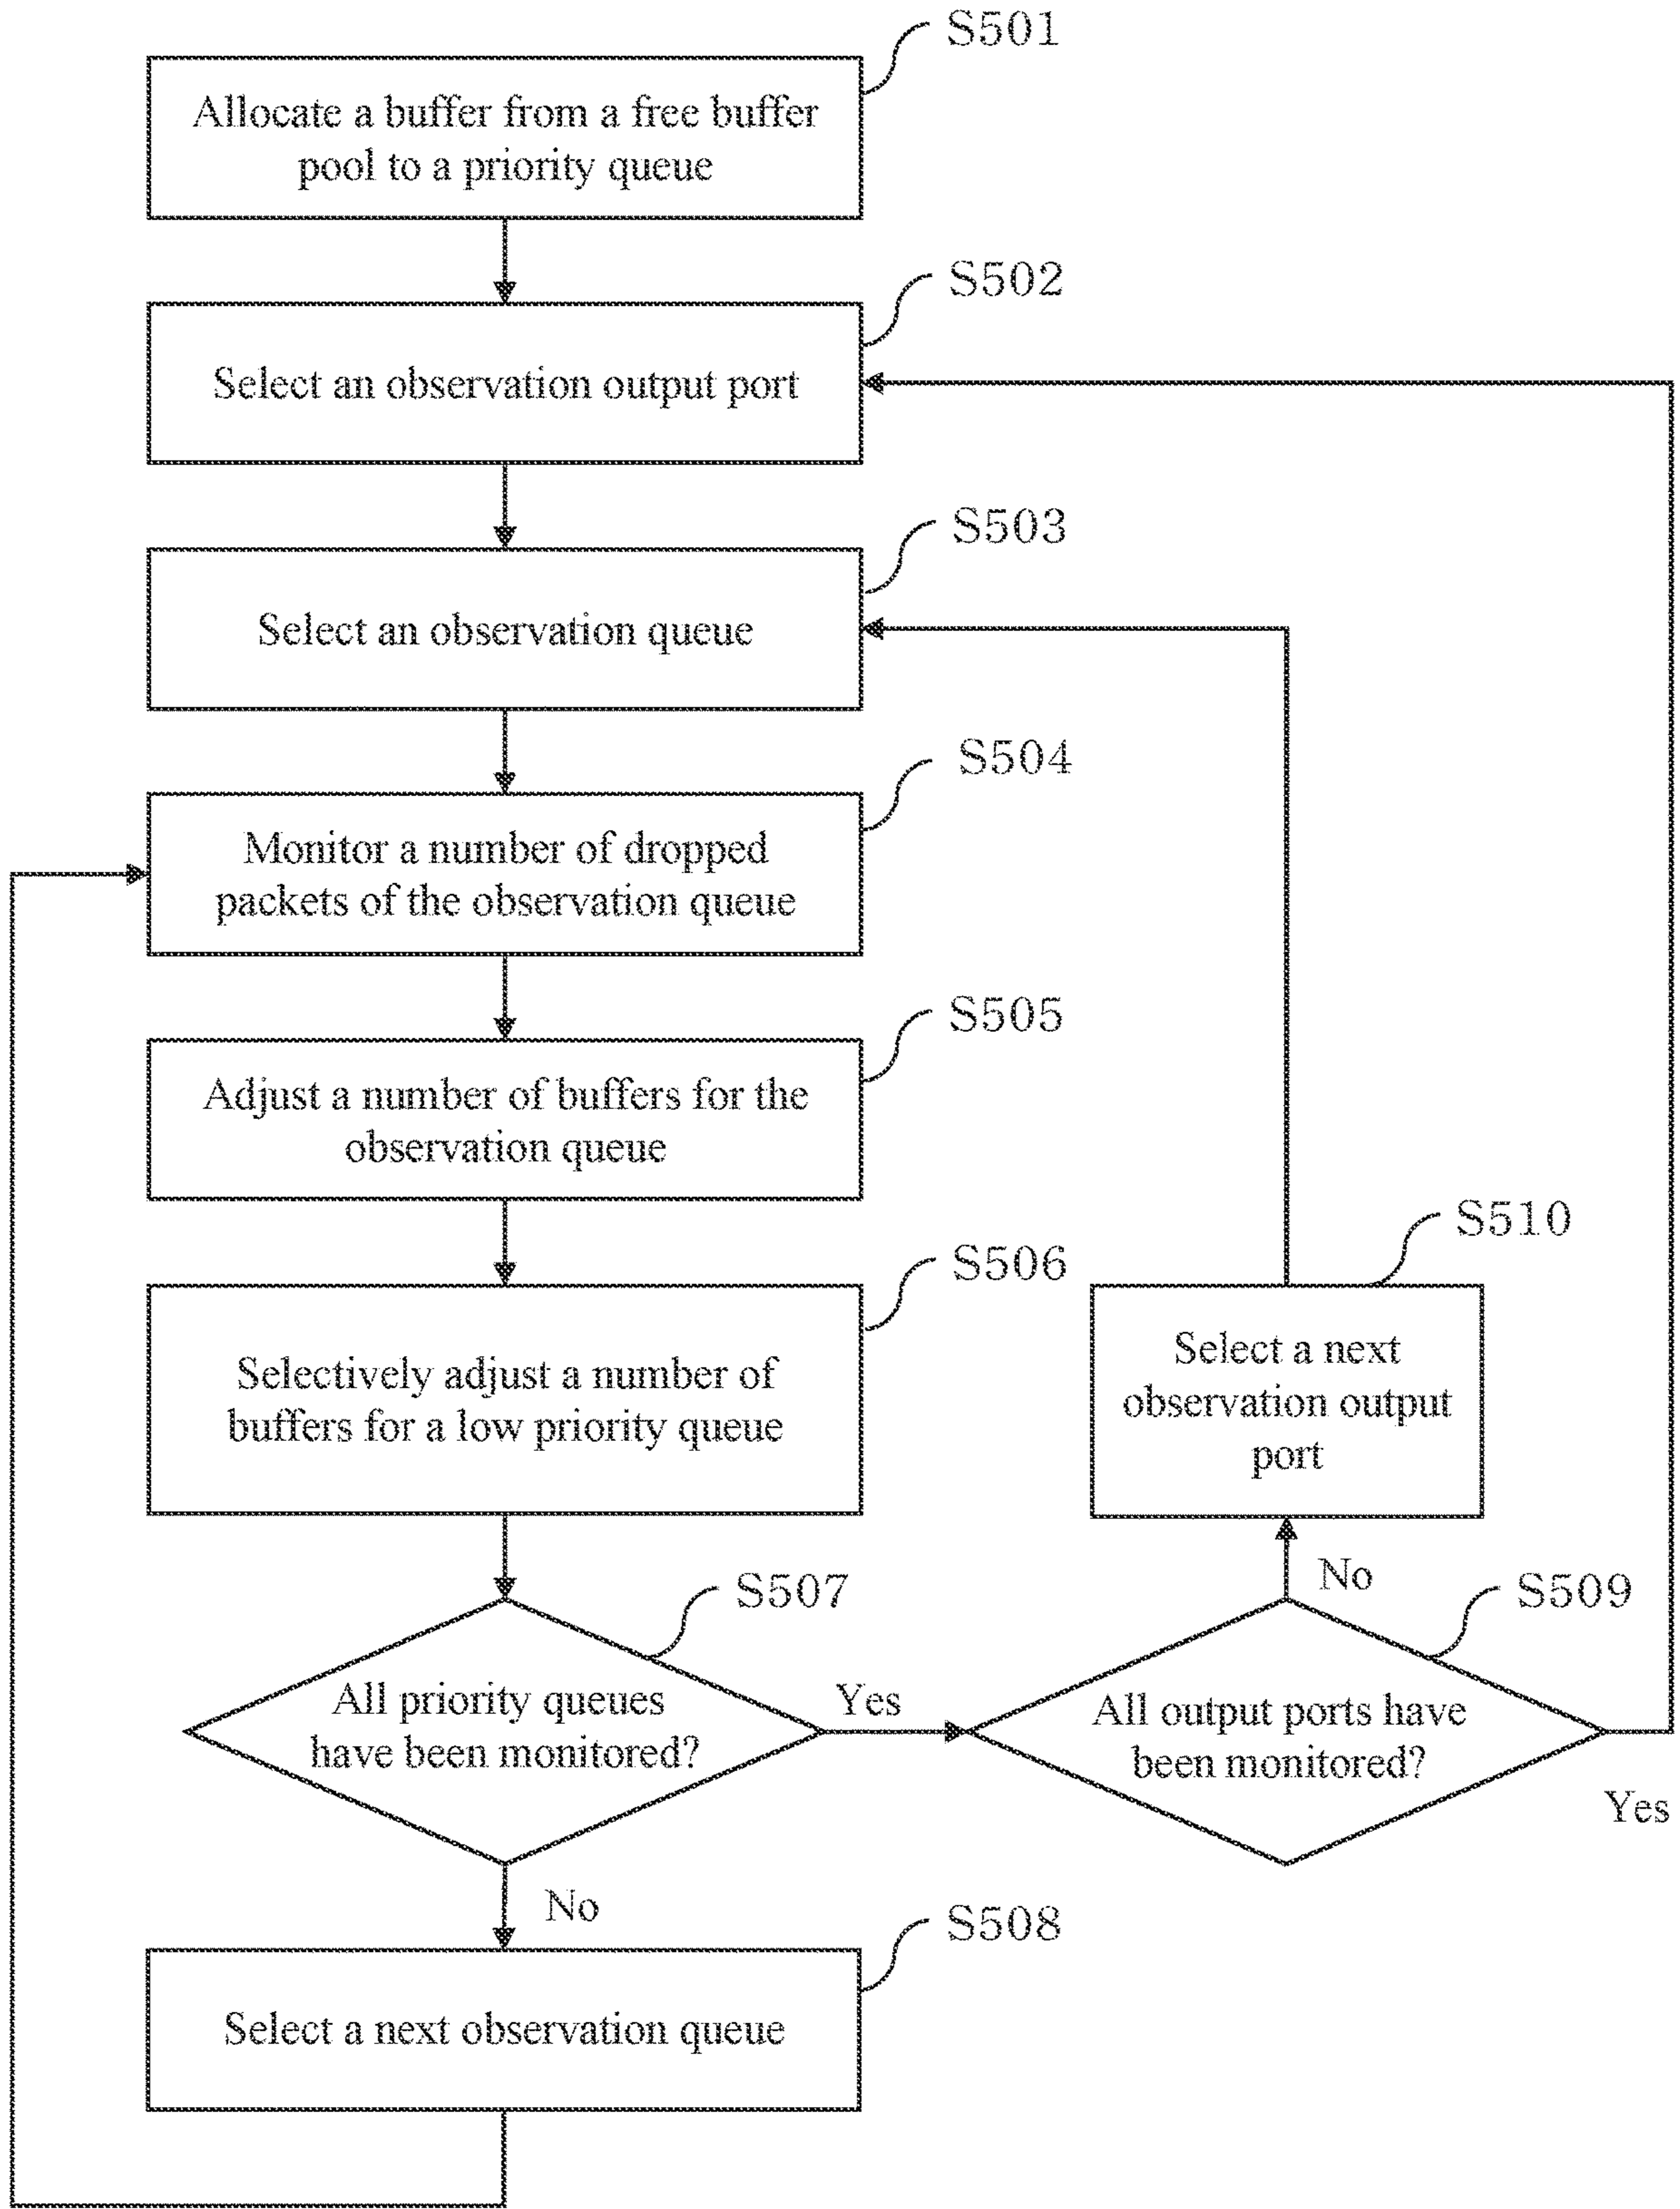 S501
Allocate a buffer from a free buffer
pool to a priority queue
S502
Select an observation output port
S503
Select an observation queue
S504
Monitor a number of dropped
packets of the observation queue
S505
Adjust a number of buffers for the
observation queue
S506
Selectively adjust a number of
buffers for a low priority queue
S510
Select a next
observation output
port
No
S507
All priority queues
have been monitored?
Yes
S509
All output ports have
been monitored?
Yes
No
S508
Select a next observation queue